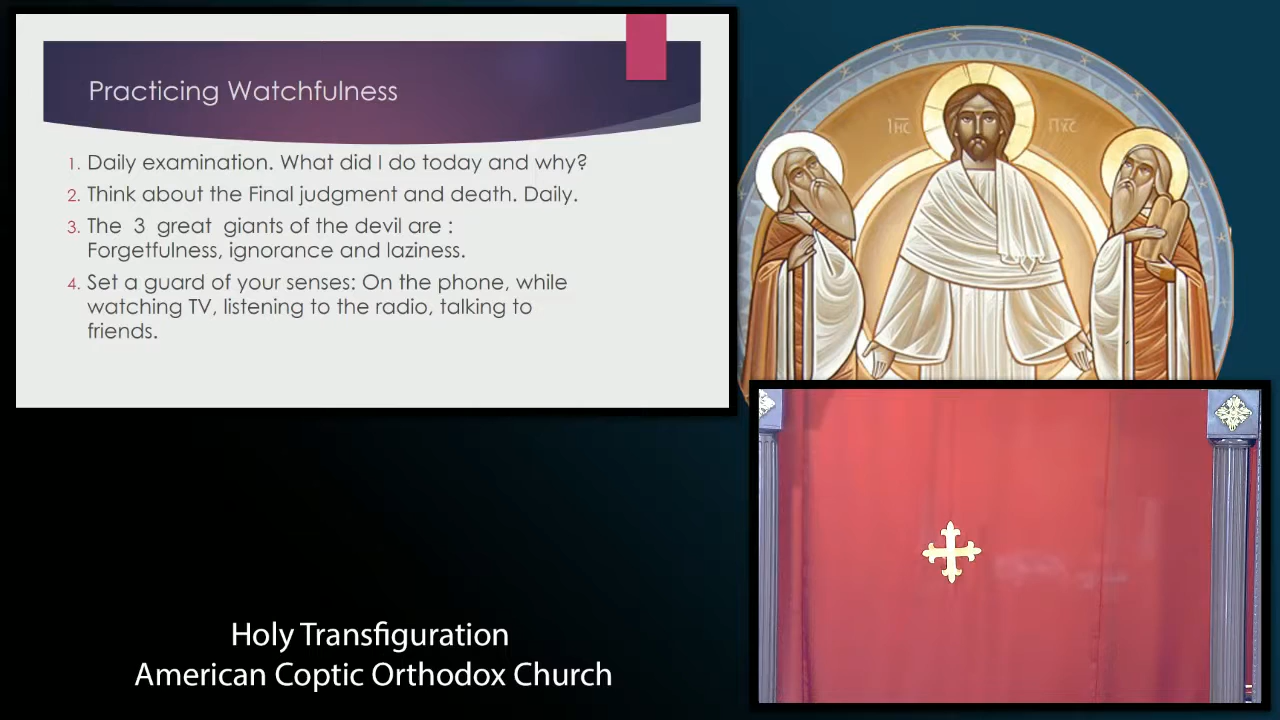 Practicing Watchfulness
1. Daily examination. What did I do today and why?
2. Think about the Final judgment and death. Daily.
3. The 3 great giants of the devil are :
Forgetfulness, ignorance and laziness.
4. Set a guard of your senses: On the phone, while
watching TV, listening to the radio, talking to
friends.
ΙΗC ΠΧC
Holy Transfiguration
American Coptic Orthodox Church